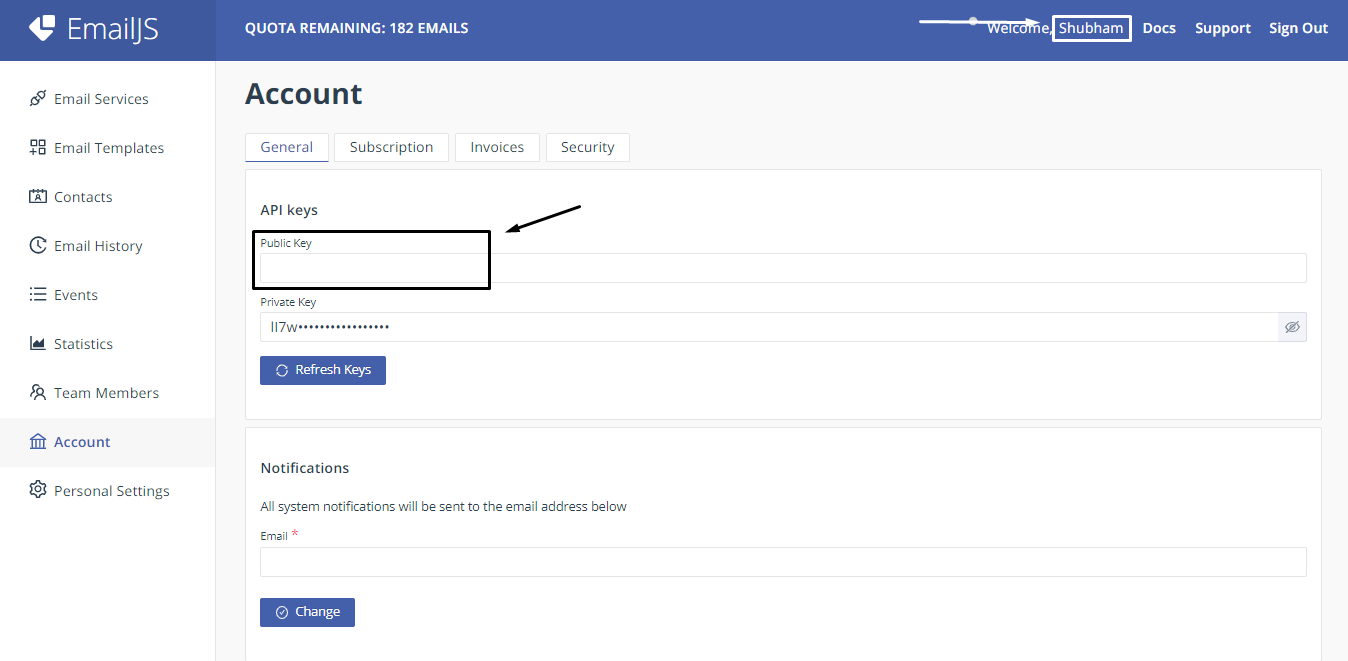 EmailJS
QUOTA REMAINING: 182 EMAILS
Welcome, Shubham
Docs
Support
Sign Out
Email Services
Email Templates
Contacts
Email History
Events
Statistics
Team Members
Account
Personal Settings
Account
General
Subscription
Invoices
Security
API keys
Public Key
Private Key
lI7w•••••••••••••••••
Refresh Keys
Notifications
All system notifications will be sent to the email address below
Email *
Change